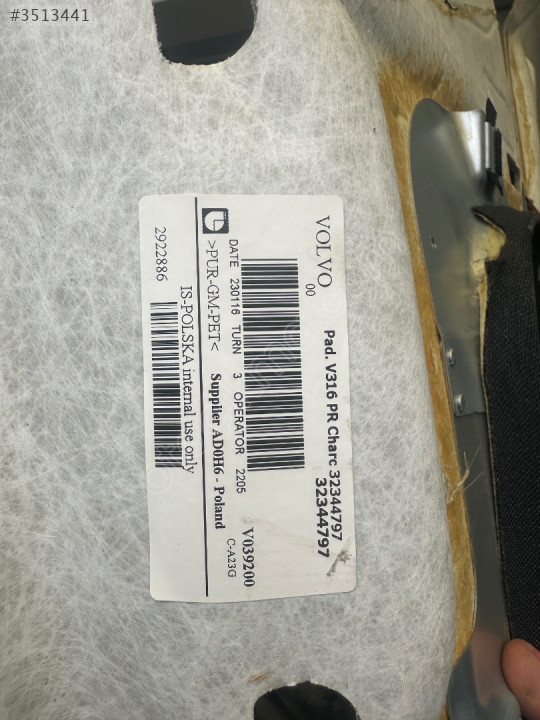 #3513441
VOLVO
00
Pad. V316 PR Charc 32344797
32344797
DATE 230116 TURN 3 OPERATOR 2205
V039200
C-A23G
>PUR-GM-PET<
Supplier AD0H6 - Poland
IS-POLSKA internal use only
2922886